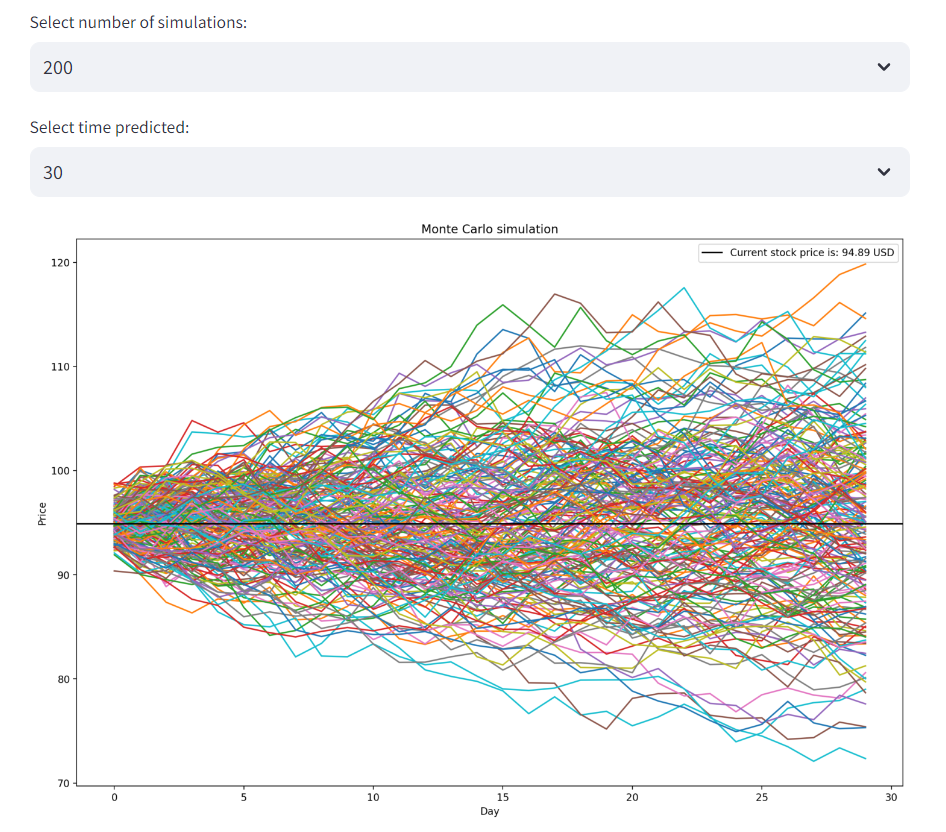 Select number of simulations:
200
Select time predicted:
30
Monte Carlo simulation
Current stock price is: 94.89 USD
120
110
100
90
80
70
Price
0 5 10 15 20 25 30
Day